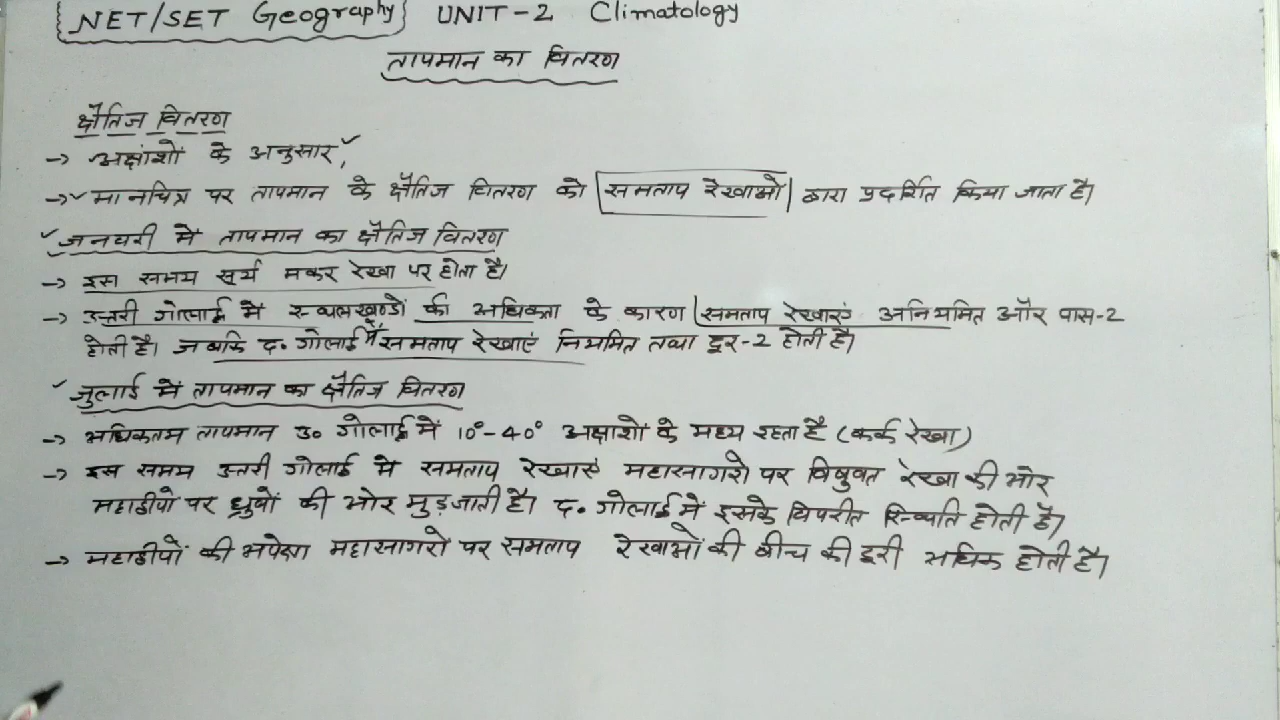 NET/SET Geography UNIT-2 Climatology
तापमान का वितरण
क्षैतिज वितरण
→ अक्षांशों के अनुसार,
→ मानचित्र पर तापमान के क्षैतिज वितरण को समताप रेखाओं द्वारा प्रदर्शित किया जाता है।
जनवरी में तापमान का क्षैतिज वितरण
→ इस समय सूर्य मकर रेखा पर होता है।
→ उत्तरी गोलार्द्ध में स्थलखण्डों की अधिकता के कारण समताप रेखाएं अनियमित और पास-2
होती है। जबकि द॰ गोलार्द्ध में समताप रेखाएं नियमित तथा दूर-2 होती है।
जुलाई में तापमान का क्षैतिज वितरण
→ अधिकतम तापमान उ० गोलार्द्ध में 10°-40° अक्षाशों के मध्य रहता है (कर्क रेखा)
→ इस समय उत्तरी गोलार्द्ध में समताप रेखाएं महासागरो पर विषुवत रेखा की ओर
महाद्वीपो पर ध्रुवों की ओर मुड़ जाती है। द॰ गोलार्द्ध में इसके विपरीत स्थिति होती है।
→ महाद्वीपों की अपेक्षा महासागरो पर समताप रेखाओं की बीच की दूरी अधिक होती है।